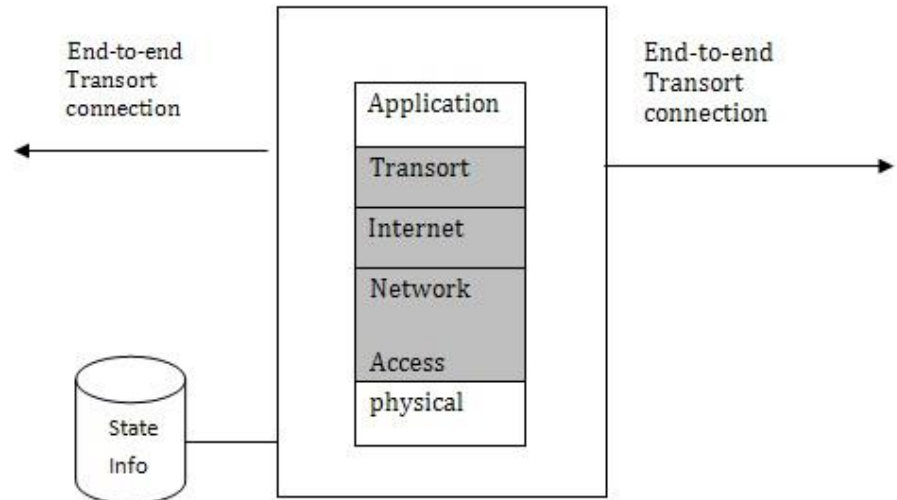 End-to-end
Transort
connection
End-to-end
Transort
connection
Application
Transort
Internet
Network
Access
physical
State
Info